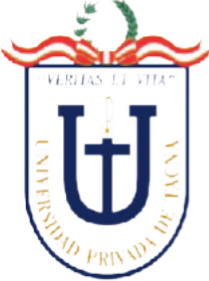 "VERITAS ET VITA"
UNIVERSIDAD PRIVADA DE TACNA